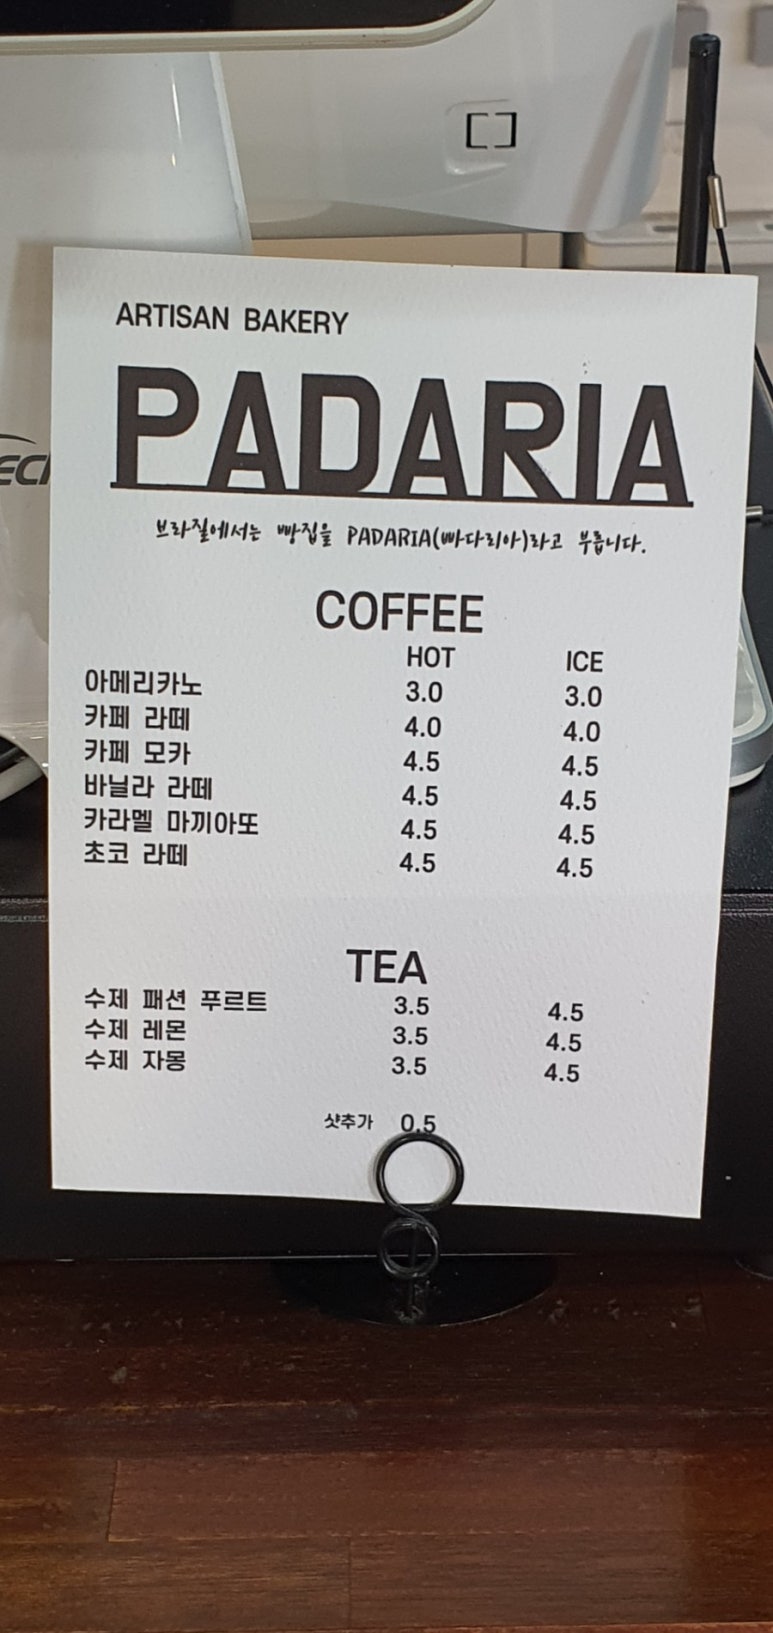 ARTISAN BAKERY
PADARIA
브라질에서는 빵집을 PADARIA(빠다리아)라고 부릅니다.
COFFEE
HOT ICE
아메리카노 3.0 3.0
카페 라떼 4.0 4.0
카페 모카 4.5 4.5
바닐라 라떼 4.5 4.5
카라멜 마끼아또 4.5 4.5
초코 라떼 4.5 4.5
TEA
수제 패션 푸르트 3.5 4.5
수제 레몬 3.5 4.5
수제 자몽 3.5 4.5
샷추가 0.5